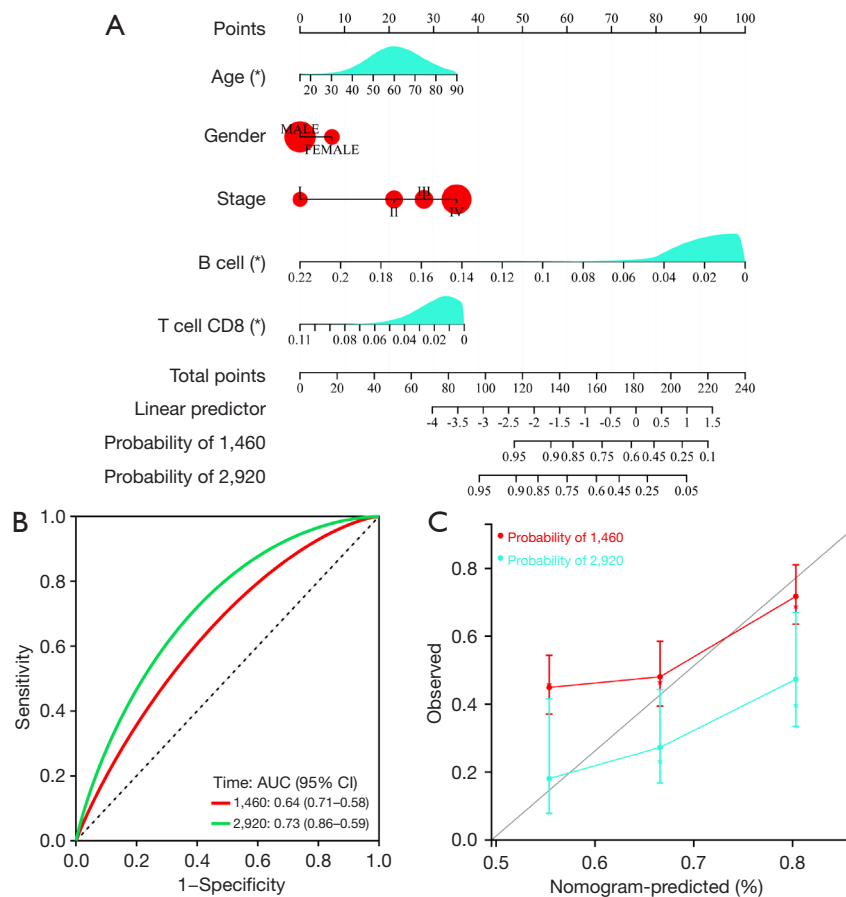 A
Points
0 10 20 30 40 50 60 70 80 90 100
Age (*)
20 30 40 50 60 70 80 90
Gender
MALE
FEMALE
Stage
I
III
II
IV
B cell (*)
0.22 0.2 0.18 0.16 0.14 0.12 0.1 0.08 0.06 0.04 0.02 0
T cell CD8 (*)
0.11 0.08 0.06 0.04 0.02 0
Total points
0 20 40 60 80 100 120 140 160 180 200 220 240
Linear predictor
-4 -3.5 -3 -2.5 -2 -1.5 -1 -0.5 0 0.5 1 1.5
Probability of 1,460
0.95 0.9 0.85 0.75 0.6 0.45 0.25 0.1
Probability of 2,920
0.95 0.9 0.85 0.75 0.6 0.45 0.25 0.05
B
1.0
0.8
0.6
0.4
0.2
0.0
Sensitivity
Time: AUC (95% CI)
1,460: 0.64 (0.71–0.58)
2,920: 0.73 (0.86–0.59)
0.0 0.2 0.4 0.6 0.8 1.0
1–Specificity
C
Probability of 1,460
Probability of 2,920
0.8
0.6
0.4
0.2
0.0
Observed
0.5 0.6 0.7 0.8
Nomogram-predicted (%)